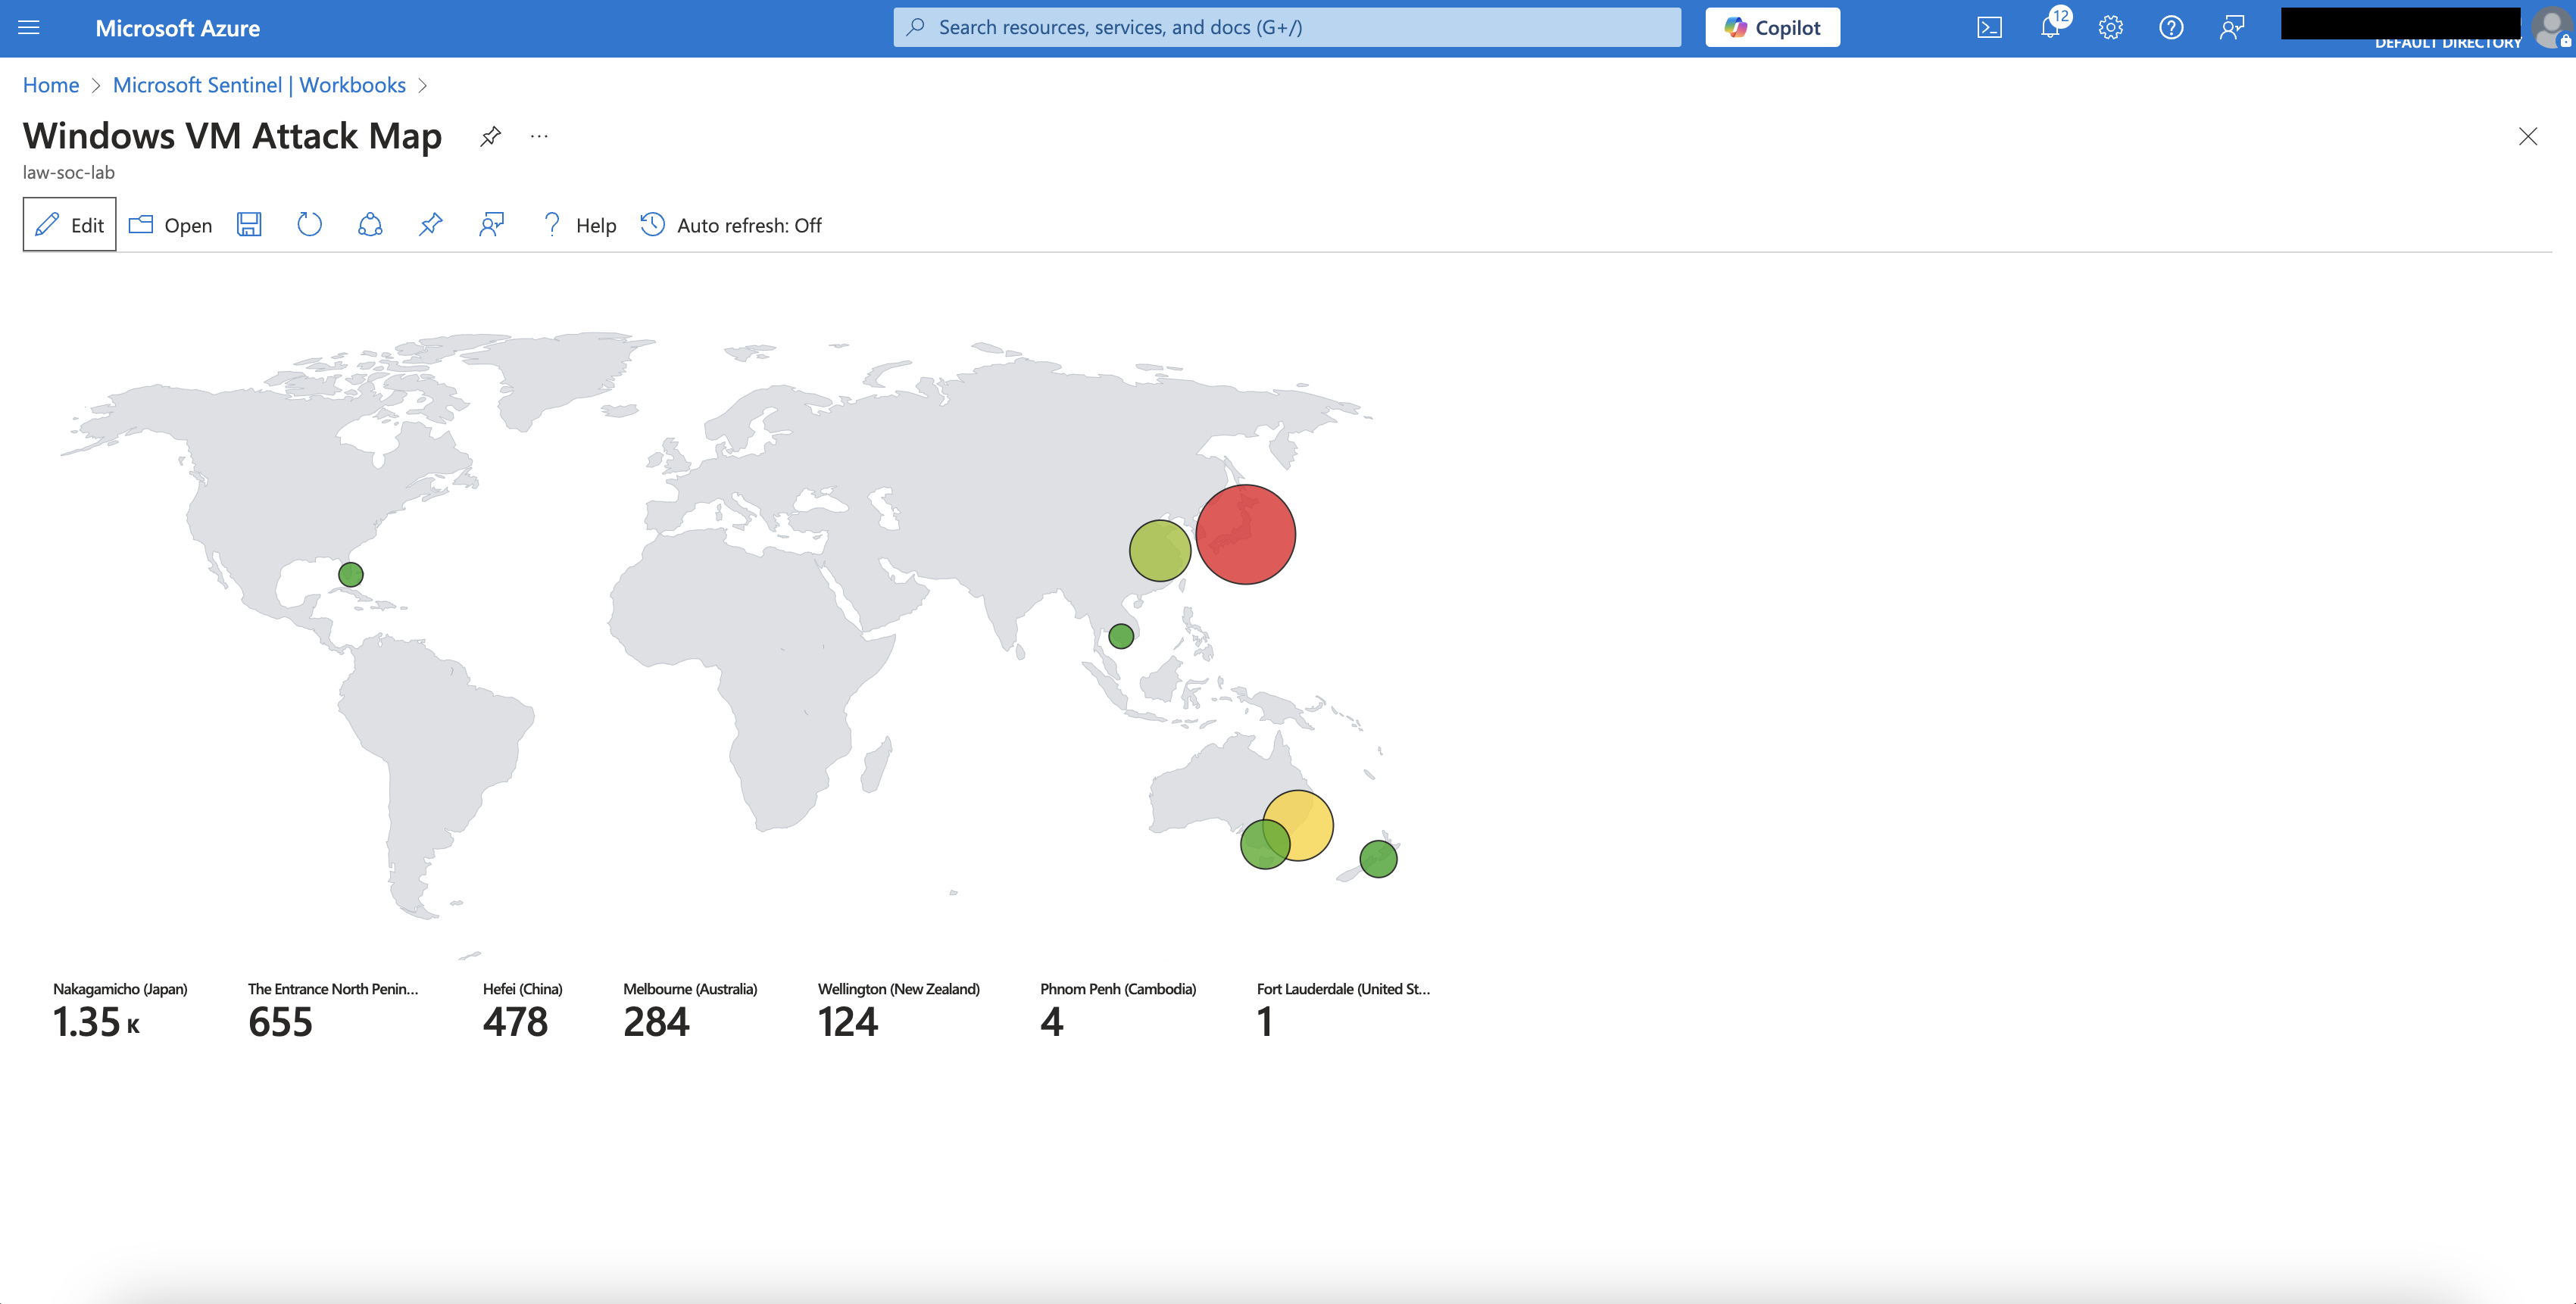 Microsoft Azure
Search resources, services, and docs (G+/)
Copilot
12
DEFAULT DIRECTORY
Home > Microsoft Sentinel | Workbooks >
Windows VM Attack Map
law-soc-lab
Edit Open Help Auto refresh: Off
Nakagamicho (Japan)
1.35 K
The Entrance North Penin...
655
Hefei (China)
478
Melbourne (Australia)
284
Wellington (New Zealand)
124
Phnom Penh (Cambodia)
4
Fort Lauderdale (United St...
1